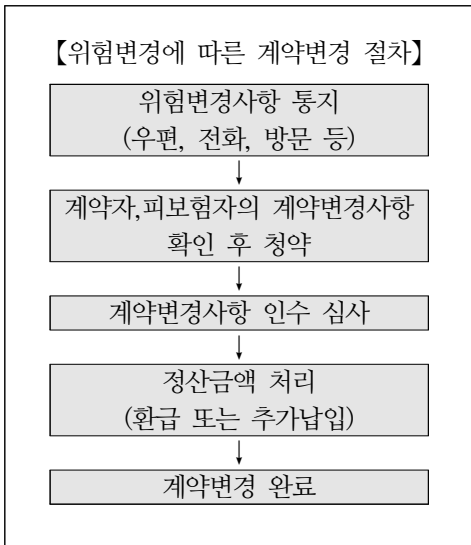 【위험변경에 따른 계약변경 절차】
위험변경사항 통지
(우편, 전화, 방문 등)
계약자,피보험자의 계약변경사항
확인 후 청약
계약변경사항 인수 심사
정산금액 처리
(환급 또는 추가납입)
계약변경 완료